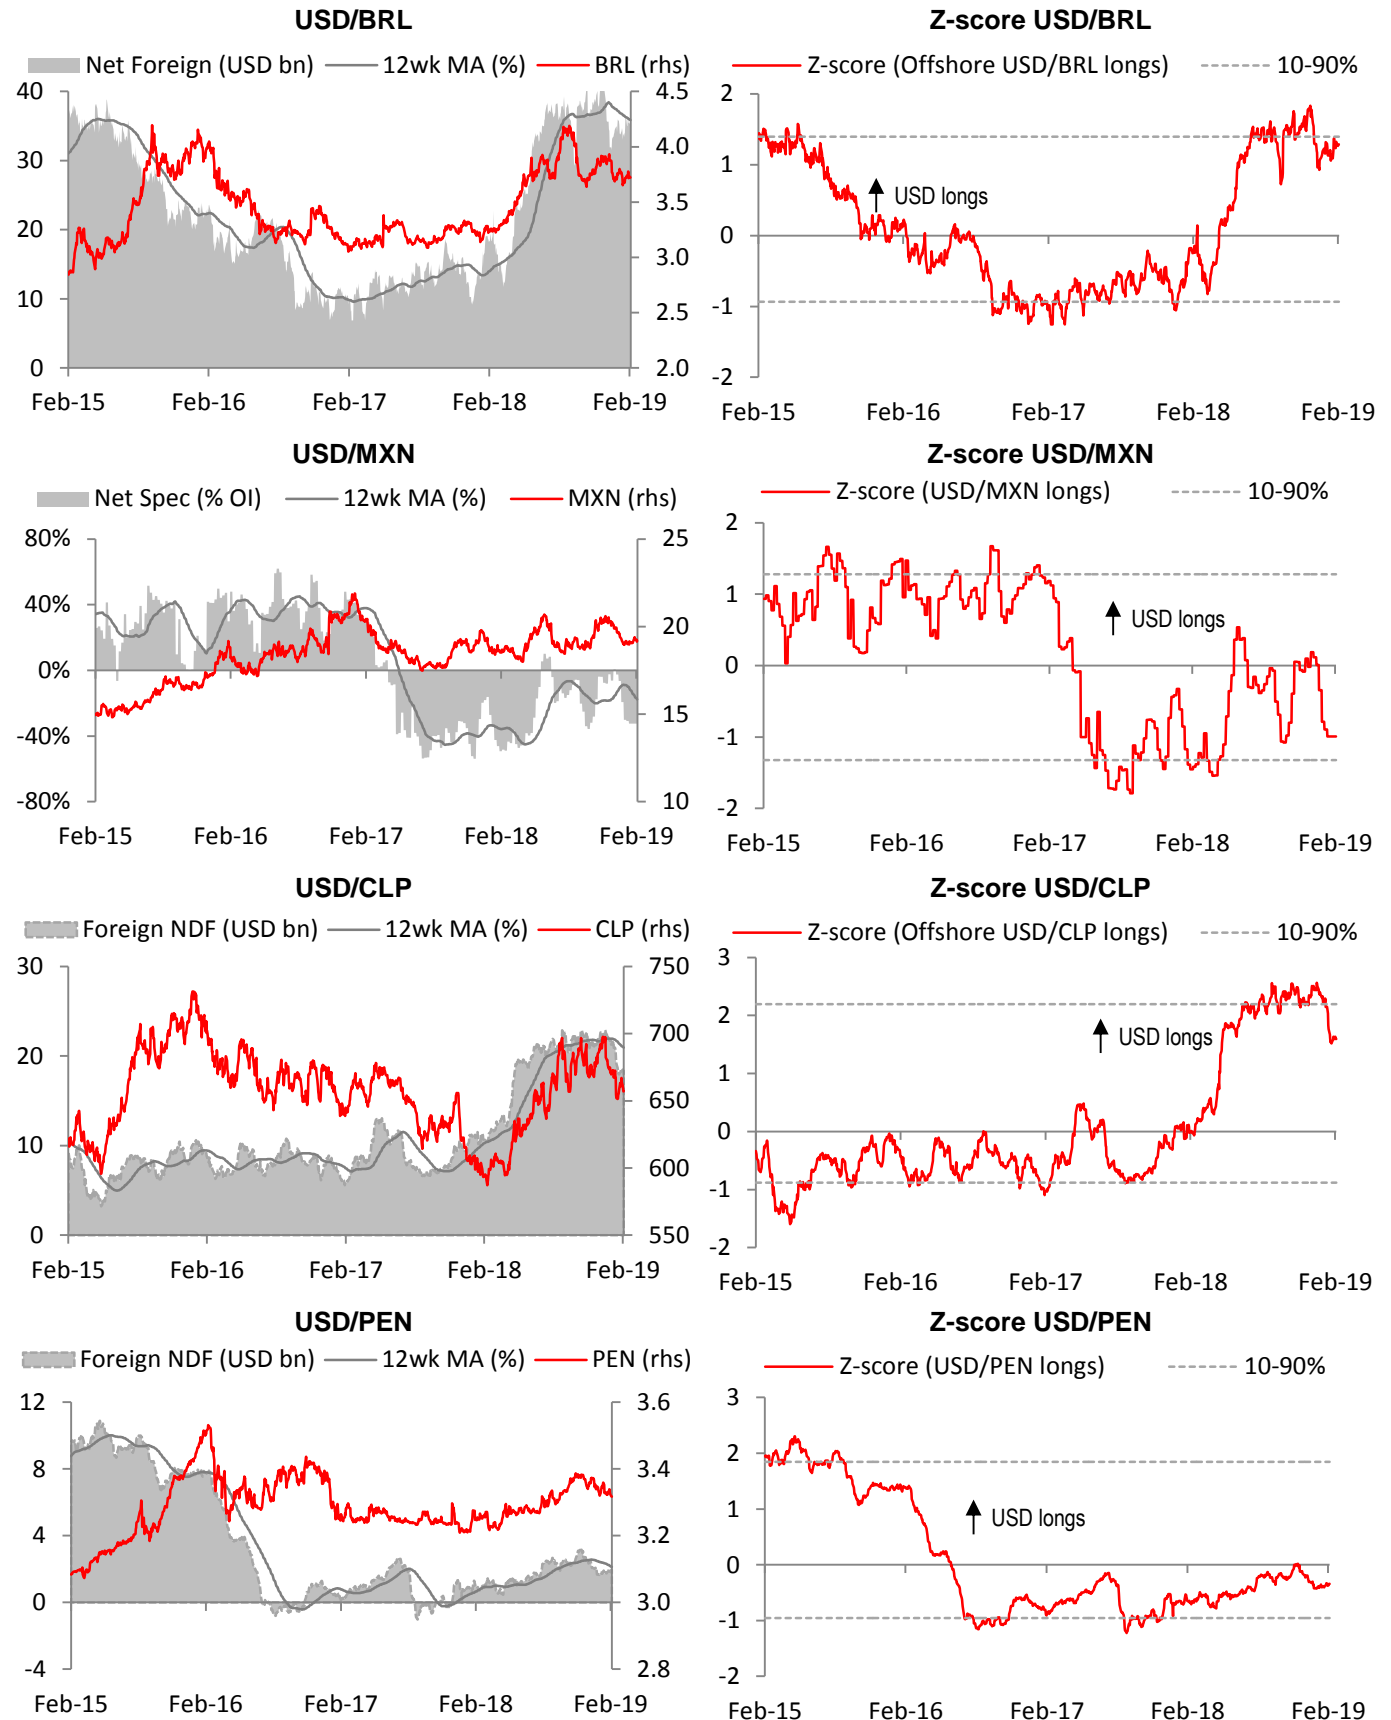 USD/BRL
Net Foreign (USD bn) 12wk MA (%) BRL (rhs)
40 4.5
30 4.0
3.5
20 3.0
10 2.5
0 2.0
Feb-15 Feb-16 Feb-17 Feb-18 Feb-19
Z-score USD/BRL
Z-score (Offshore USD/BRL longs) 10-90%
2
1
USD longs
0
-1
-2
Feb-15 Feb-16 Feb-17 Feb-18 Feb-19
USD/MXN
Net Spec (% OI) 12wk MA (%) MXN (rhs)
80% 25
40% 20
0%
-40% 15
-80% 10
Feb-15 Feb-16 Feb-17 Feb-18 Feb-19
Z-score USD/MXN
Z-score (USD/MXN longs) 10-90%
2
1
USD longs
0
-1
-2
Feb-15 Feb-16 Feb-17 Feb-18 Feb-19
USD/CLP
Foreign NDF (USD bn) 12wk MA (%) CLP (rhs)
30 750
20 700
650
10 600
0 550
Feb-15 Feb-16 Feb-17 Feb-18 Feb-19
Z-score USD/CLP
Z-score (Offshore USD/CLP longs) 10-90%
3
2
USD longs
1
0
-1
-2
Feb-15 Feb-16 Feb-17 Feb-18 Feb-19
USD/PEN
Foreign NDF (USD bn) 12wk MA (%) PEN (rhs)
12 3.6
8 3.4
4 3.2
0 3.0
-4 2.8
Feb-15 Feb-16 Feb-17 Feb-18 Feb-19
Z-score USD/PEN
Z-score (USD/PEN longs) 10-90%
3
2
1
USD longs
0
-1
-2
Feb-15 Feb-16 Feb-17 Feb-18 Feb-19